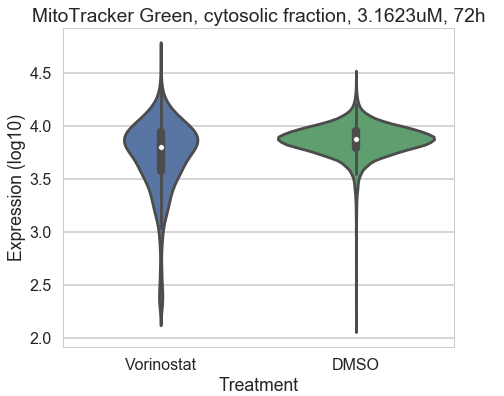 MitoTracker Green, cytosolic fraction, 3.1623uM, 72h
Expression (log10)
4.5
4.0
3.5
3.0
2.5
2.0
Vorinostat DMSO
Treatment